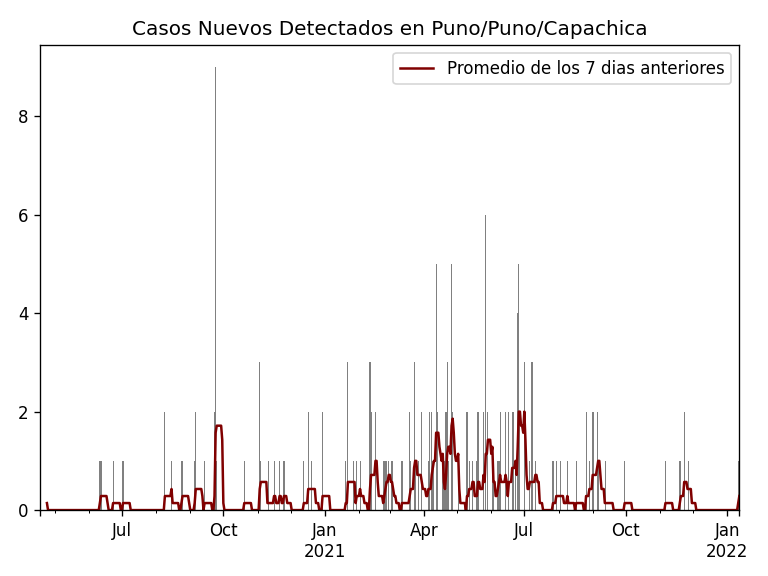 Casos Nuevos Detectados en Puno/Puno/Capachica
Promedio de los 7 dias anteriores
8
6
4
2
0
Jul
Oct
Jan
2021
Apr
Jul
Oct
Jan
2022